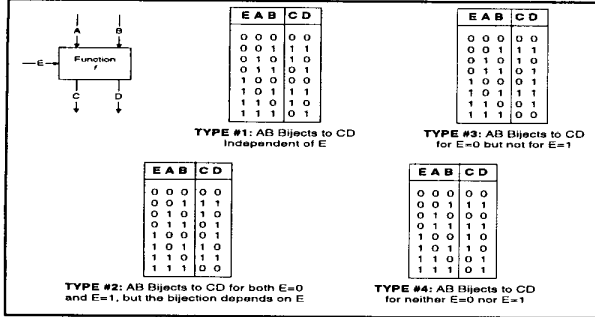 A B
E Function
f
C D
E A B C D
0 0 0 0 0
0 0 1 1 1
0 1 0 1 0
0 1 1 0 1
1 0 0 0 0
1 0 1 1 1
1 1 0 1 0
1 1 1 0 1
TYPE #1: AB Bijects to CD
Independent of E
E A B C D
0 0 0 0 0
0 0 1 1 1
0 1 0 1 0
0 1 1 0 1
1 0 0 1 0
1 0 1 0 1
1 1 0 1 1
1 1 1 0 0
TYPE #3: AB Bijects to CD
for E=0 but not for E=1
E A B C D
0 0 0 0 0
0 0 1 1 1
0 1 0 1 0
0 1 1 0 1
1 0 0 0 1
1 0 1 1 0
1 1 0 1 1
1 1 1 0 0
TYPE #2: AB Bijects to CD for both E=0
and E=1, but the bijection depends on E
E A B C D
0 0 0 0 0
0 0 1 1 1
0 1 0 0 0
0 1 1 0 1
1 0 0 0 1
1 0 1 1 0
1 1 0 1 1
1 1 1 0 1
TYPE #4: AB Bijects to CD
for neither E=0 nor E=1